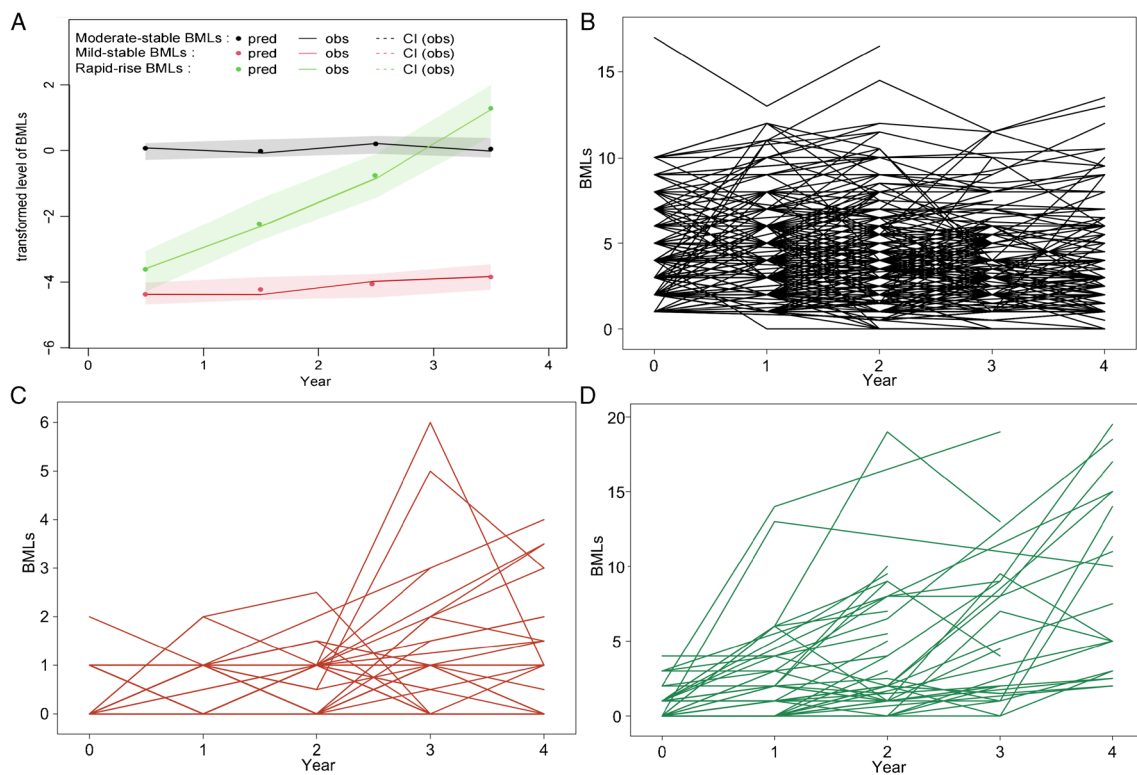 A
Moderate-stable BMLs : pred obs CI (obs)
Mild-stable BMLs : pred obs CI (obs)
Rapid-rise BMLs : pred obs CI (obs)
2
0
-2
-4
-6
transformed level of BMLs
0 1 2 3 4
Year
B
15
10
5
0
BMLs
0 1 2 3 4
Year
C
6
5
4
3
2
1
0
BMLs
0 1 2 3 4
Year
D
20
15
10
5
0
BMLs
0 1 2 3 4
Year